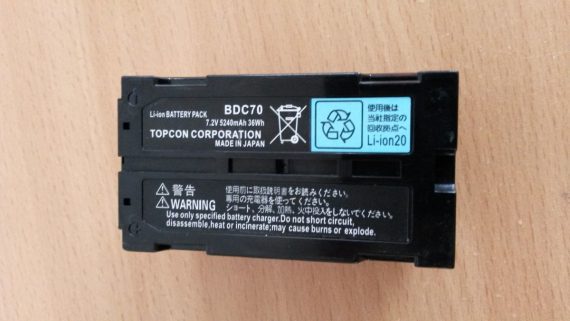 Li-ion BATTERY PACK BDC70
7.2V 5240mAh 36Wh
TOPCON CORPORATION
MADE IN JAPAN
使用後は
当社指定の
回収拠点へ
Li-ion20
警告
WARNING
使用前に取扱説明書をお読みください。
専用の充電器を使ってください。
ショート、分解、加熱、火中投入をしないでください。
Use only specified battery charger.Do not short circuit,
disassemble,heat or incinerate;may cause burns or explode.